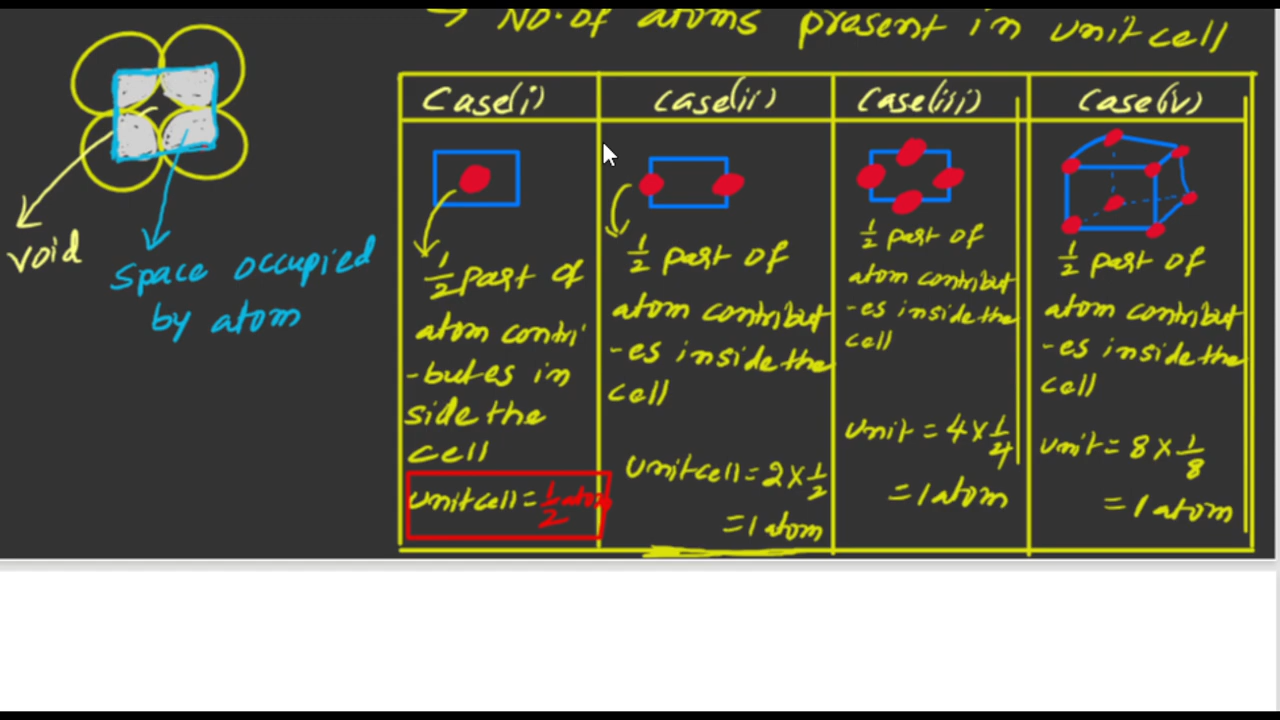 → No. of atoms present in unit cell
void
space occupied
by atom
Case(i)
1/2 part of
atom contri
-butes in
side the
cell
unitcell = 1/2 atom
Case(ii)
1/2 part of
atom contribut
-es inside the
cell
unitcell = 2 × 1/2
= 1 atom
Case(iii)
1/2 part of
atom contribut
-es inside the
cell
unit = 4 × 1/4
= 1 atom
Case(iv)
1/2 part of
atom contribut
-es inside the
cell
unit = 8 × 1/8
= 1 atom